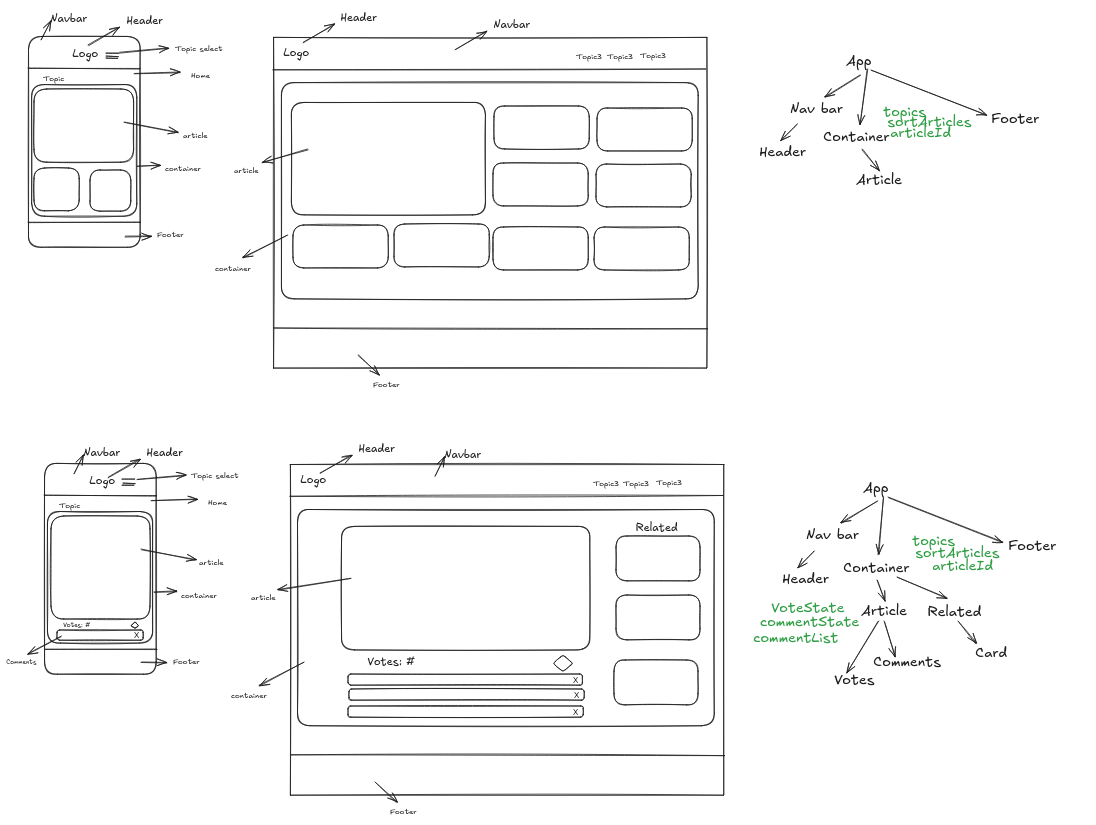 Navbar
Header
Logo
Topic select
Home
Topic
article
container
Footer
Header
Navbar
Logo
Topic3 Topic3 Topic3
article
container
Footer
App
Nav bar
topics
sortArticles
articleId
Footer
Header
Container
Article
Navbar
Header
Logo
Topic select
Home
Topic
article
container
Votes: #
X
Comments
Footer
Header
Navbar
Logo
Topic3 Topic3 Topic3
Related
article
Votes: #
X
X
X
container
Footer
App
Nav bar
topics
sortArticles
articleId
Footer
Header
Container
VoteState
commentState
commentList
Article
Related
Comments
Card
Votes